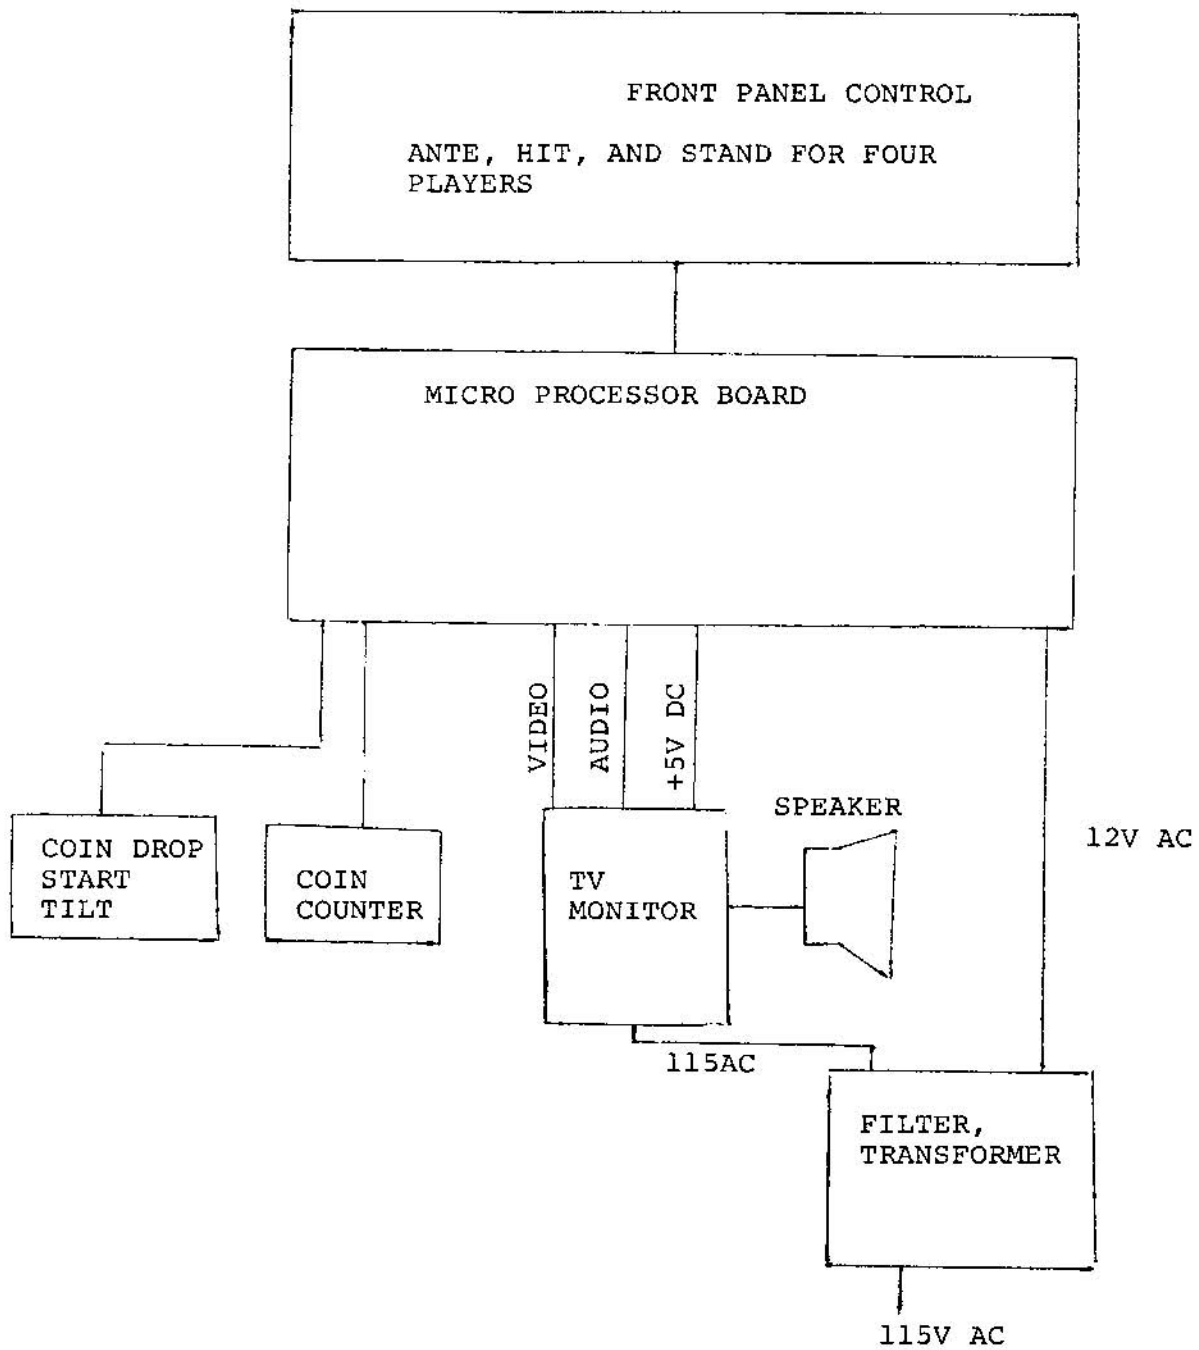 FRONT PANEL CONTROL
ANTE, HIT, AND STAND FOR FOUR
PLAYERS
MICRO PROCESSOR BOARD
VIDEO
AUDIO
+5V DC
SPEAKER
12V AC
COIN DROP
START
TILT
COIN
COUNTER
TV
MONITOR
115AC
FILTER,
TRANSFORMER
115V AC